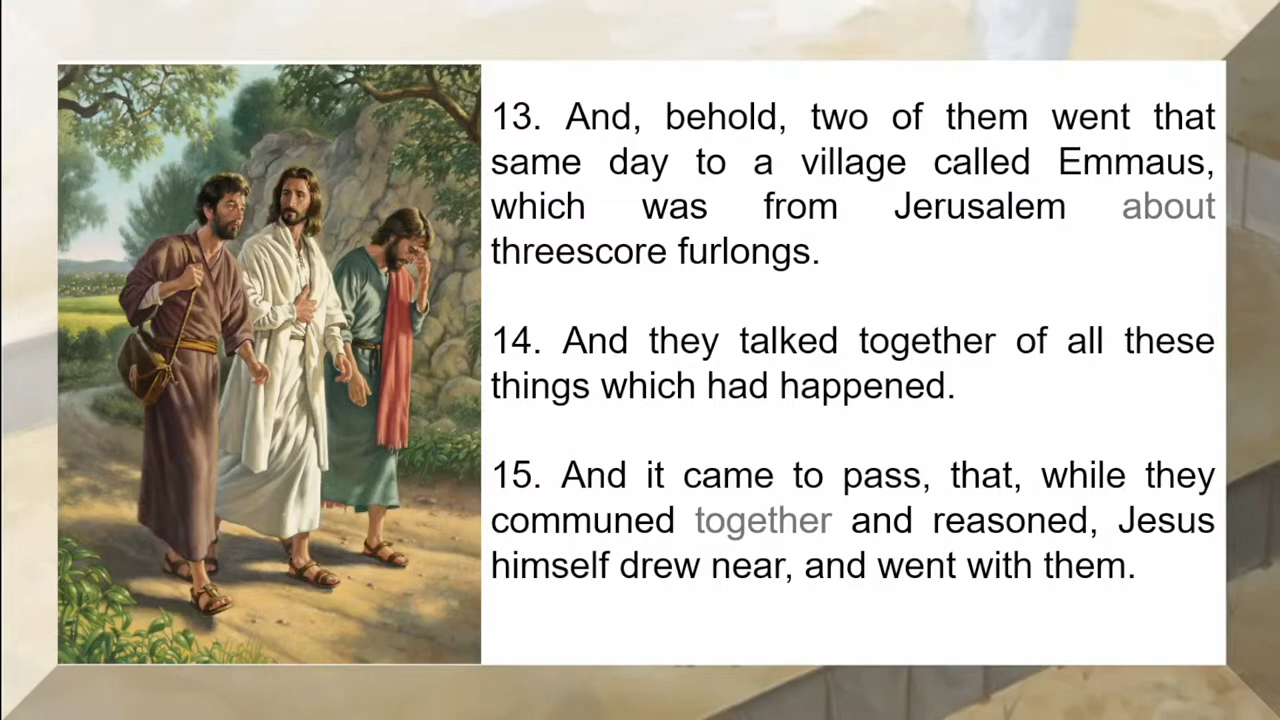 13. And, behold, two of them went that
same day to a village called Emmaus,
which was from Jerusalem about
threescore furlongs.
14. And they talked together of all these
things which had happened.
15. And it came to pass, that, while they
communed together and reasoned, Jesus
himself drew near, and went with them.